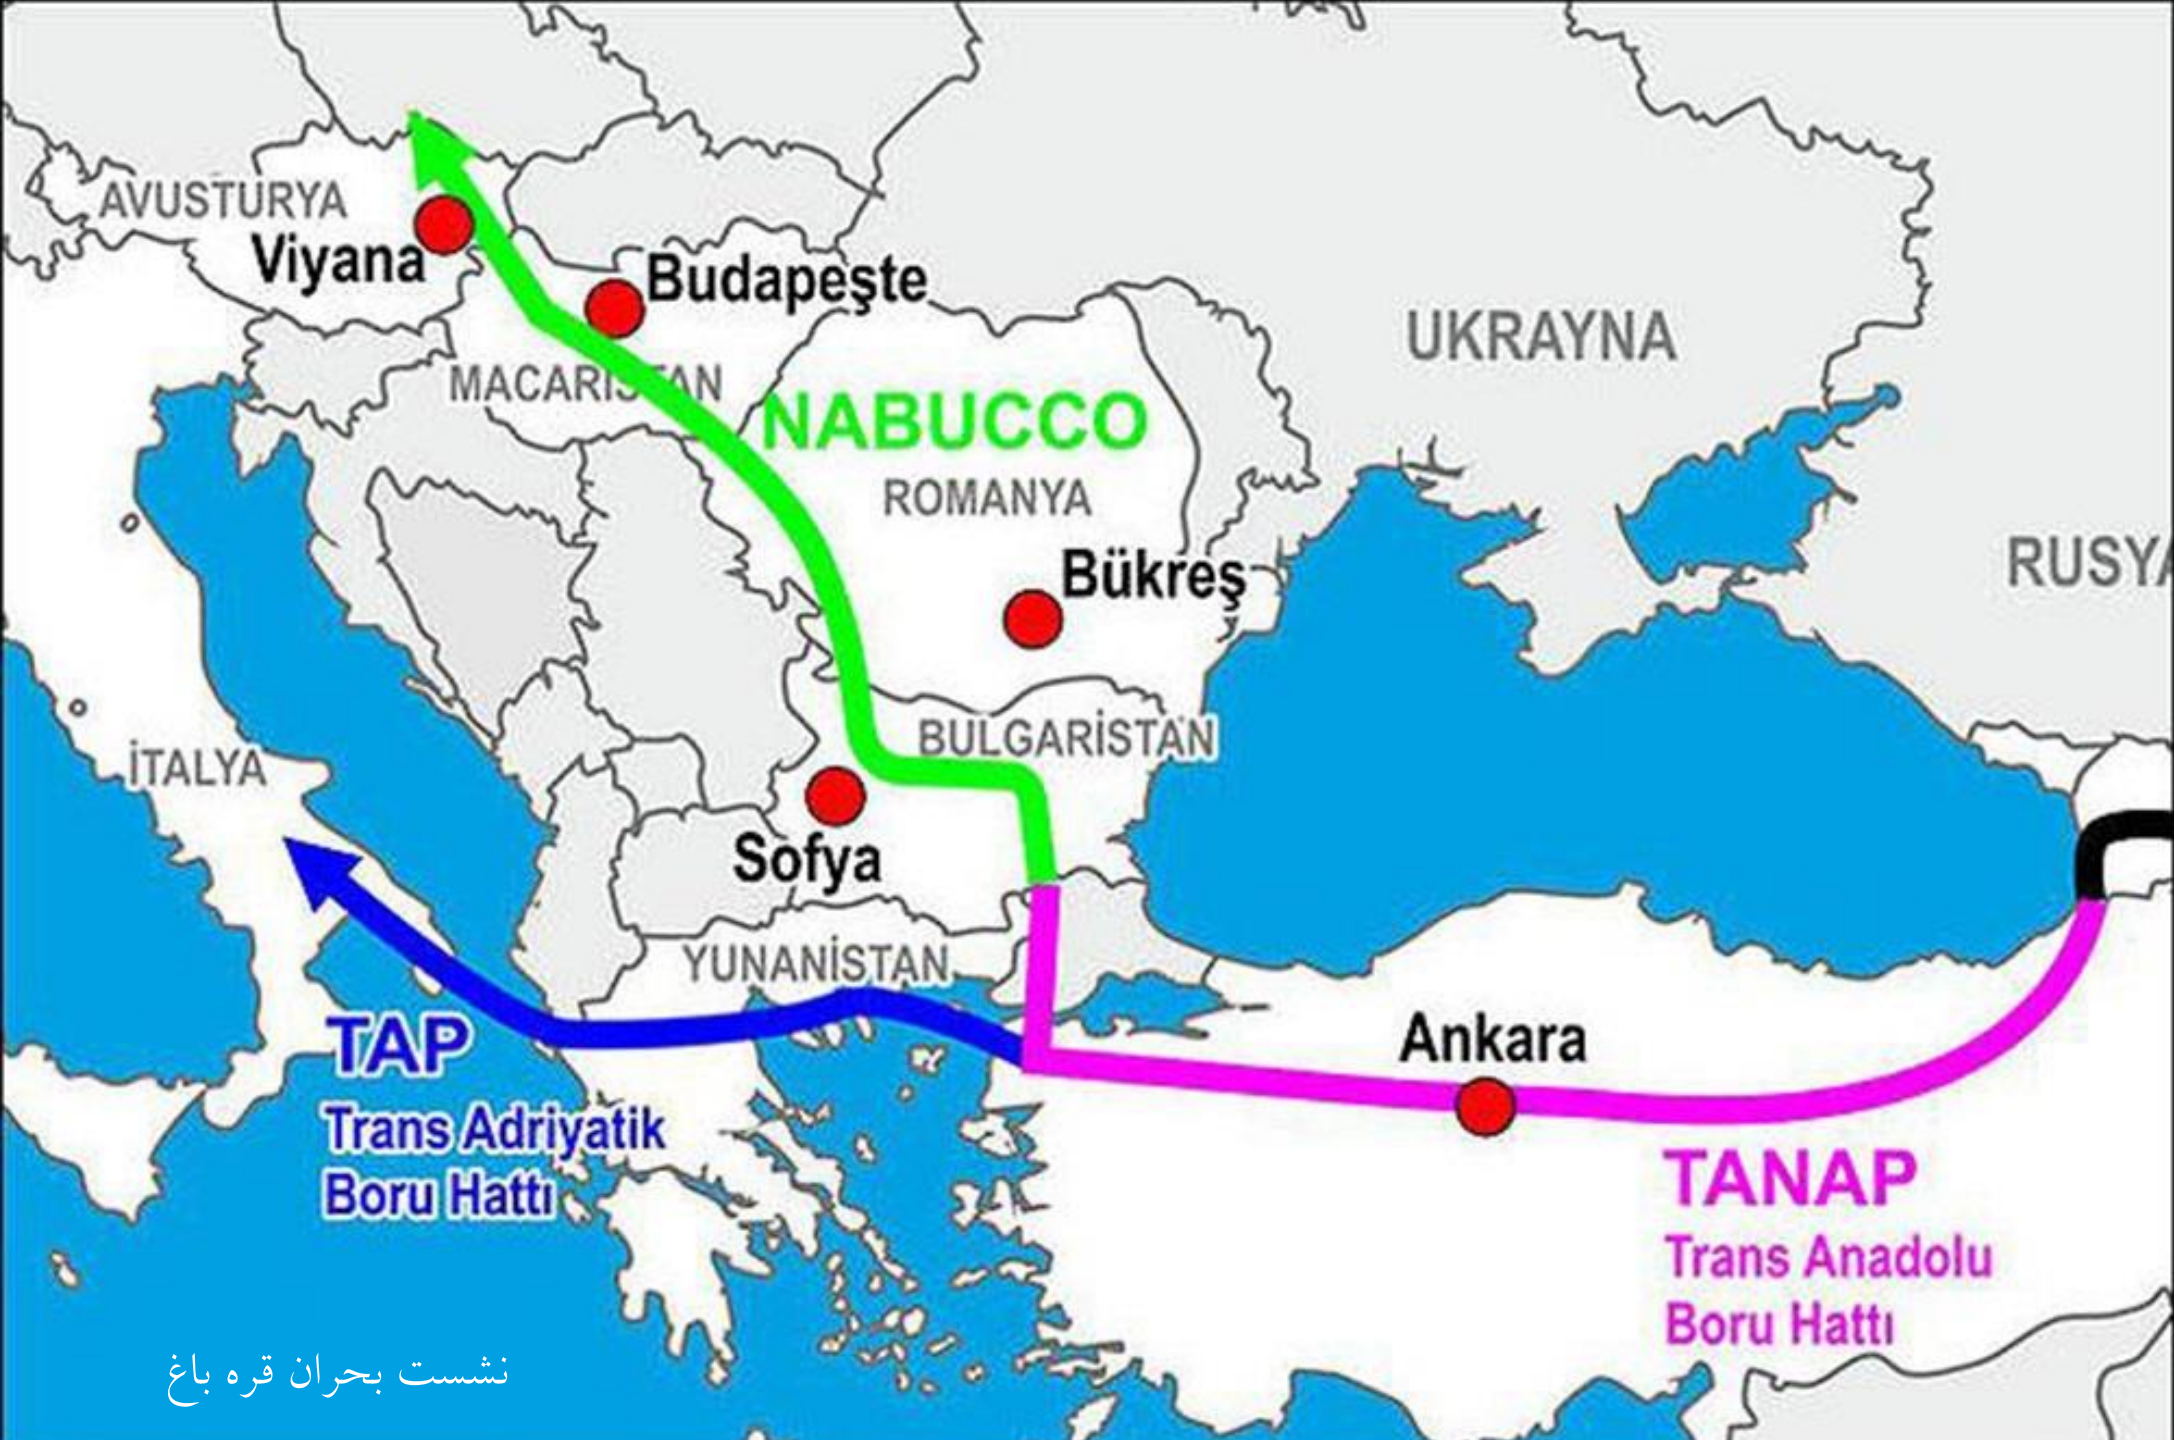 AVUSTURYA
Viyana
Budapeşte
MACARİSTAN
NABUCCO
ROMANYA
Bükreş
UKRAYNA
RUSYA
BULGARİSTAN
İTALYA
Sofya
YUNANİSTAN
TAP
Trans Adriyatik
Boru Hattı
Ankara
TANAP
Trans Anadolu
Boru Hattı
نشست بحران قره باغ